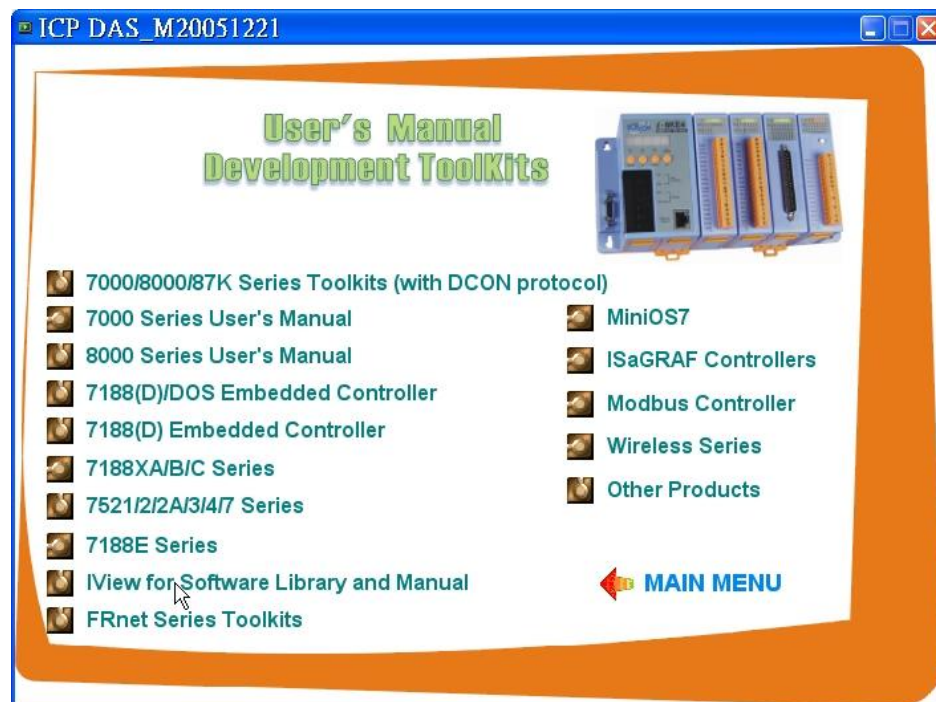 ICP DAS_M20051221
User's Manual
Development ToolKits
7000/8000/87K Series Toolkits (with DCON protocol)
7000 Series User's Manual
8000 Series User's Manual
7188(D)/DOS Embedded Controller
7188(D) Embedded Controller
7188XA/B/C Series
7521/2/2A/3/4/7 Series
7188E Series
IView for Software Library and Manual
FRnet Series Toolkits
MiniOS7
ISaGRAF Controllers
Modbus Controller
Wireless Series
Other Products
MAIN MENU